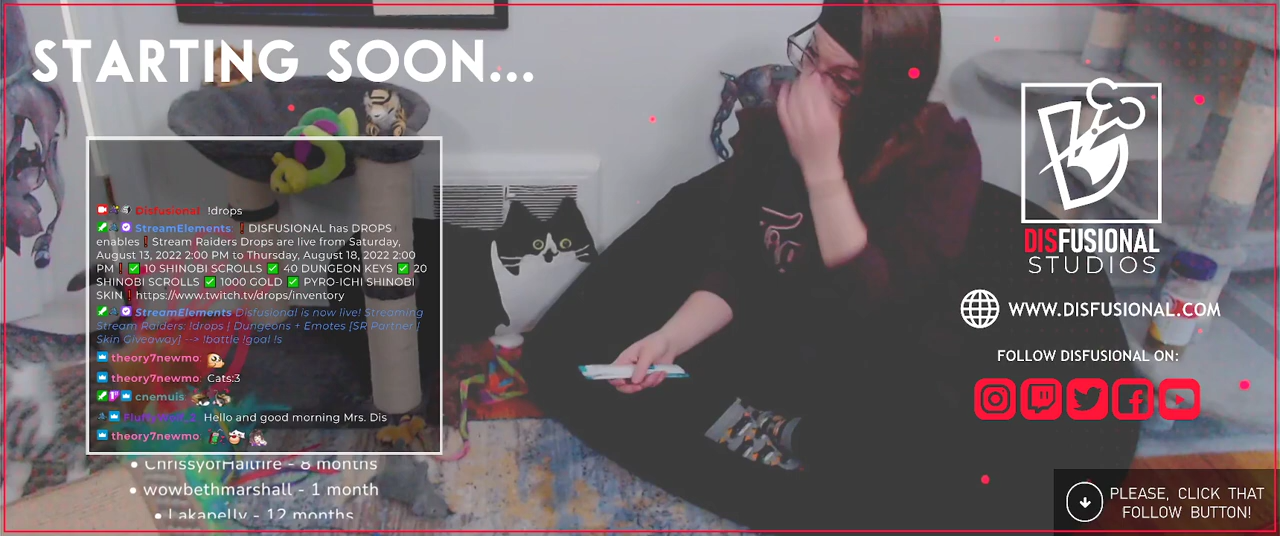 STARTING SOON...
Disfusional: !drops
StreamElements: DISFUSIONAL has DROPS
enables Stream Raiders Drops are live from Saturday,
August 13, 2022 2:00 PM to Thursday, August 18, 2022 2:00
PM 10 SHINOBI SCROLLS 40 DUNGEON KEYS 20
SHINOBI SCROLLS 1000 GOLD PYRO-ICHI SHINOBI
SKIN https://www.twitch.tv/drops/inventory
StreamElements Disfusional is now live! Streaming
Stream Raiders: !drops | Dungeons + Emotes [SR Partner |
Skin Giveaway] --> !battle !goal !s
theory7newmo:
theory7newmo: Cats:3
cnemuis
Hello and good morning Mrs. Dis
theory7newmo:
ChrissyofHailfire - 8 months
wowbethmarshall - 1 month
Lakapelly - 12 months
DISFUSIONAL
STUDIOS
WWW.DISFUSIONAL.COM
FOLLOW DISFUSIONAL ON:
PLEASE, CLICK THAT
FOLLOW BUTTON!